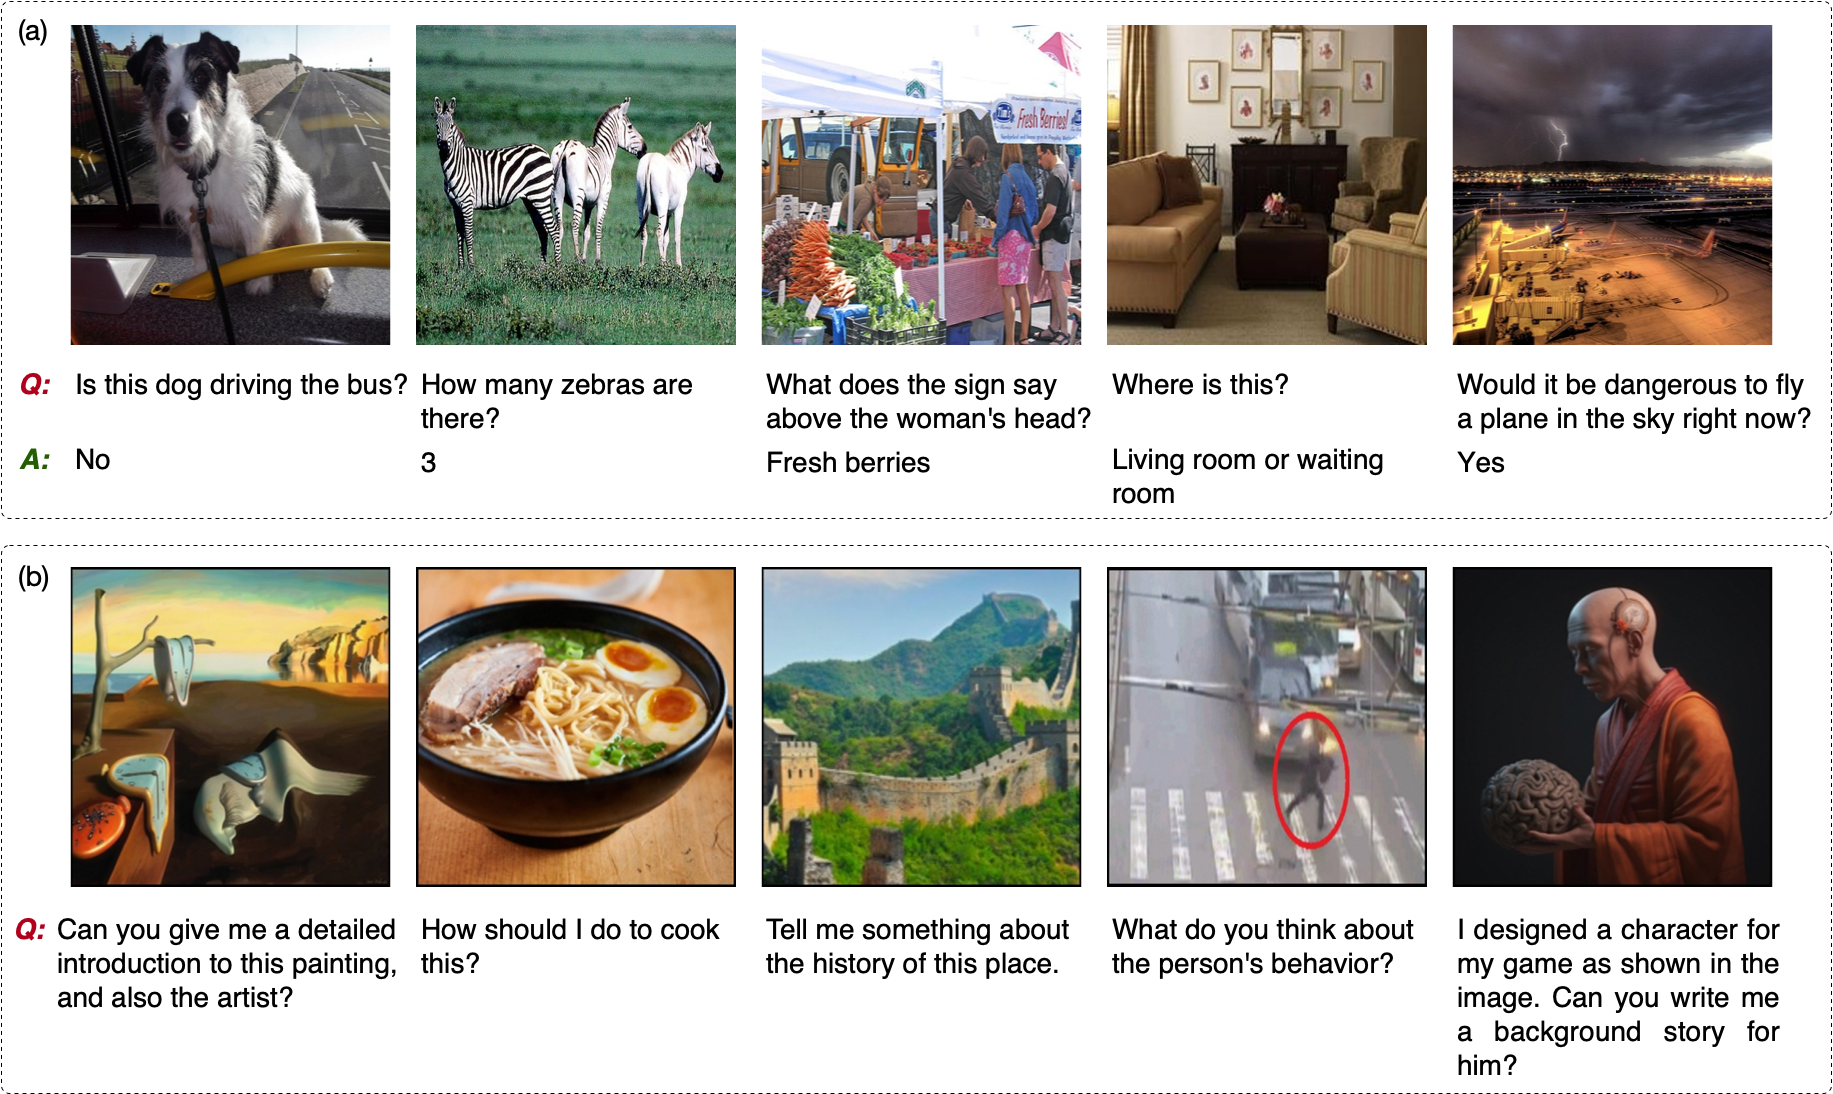 (a)
Fresh Berries!
Q: Is this dog driving the bus?
How many zebras are
there?
What does the sign say
above the woman's head?
Where is this?
Would it be dangerous to fly
a plane in the sky right now?
A: No
3
Fresh berries
Living room or waiting
room
Yes
(b)
Q: Can you give me a detailed
introduction to this painting,
and also the artist?
How should I do to cook
this?
Tell me something about
the history of this place.
What do you think about
the person's behavior?
I designed a character for
my game as shown in the
image. Can you write me
a background story for
him?